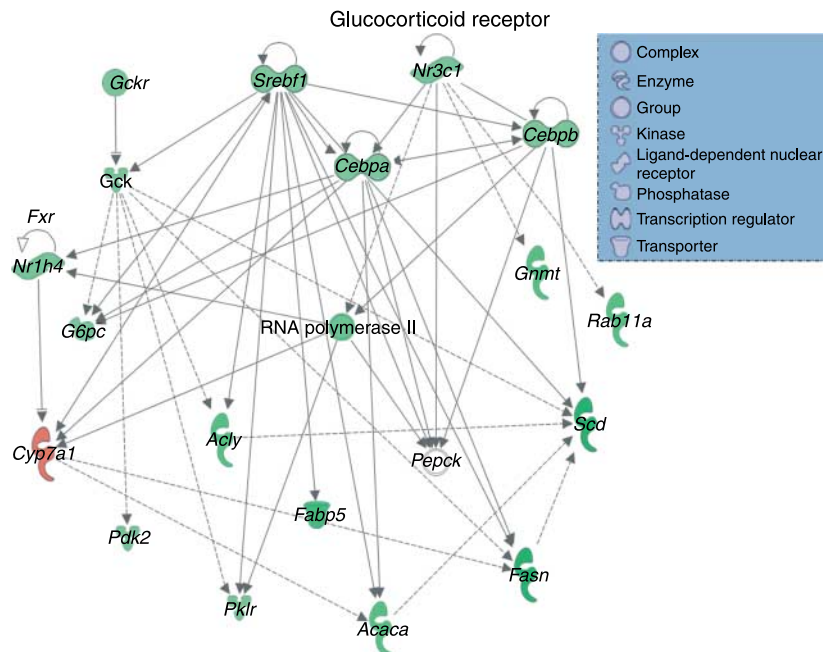 Glucocorticoid receptor
Gckr
Srebf1
Nr3c1
Cebpb
Cebpa
Gck
Fxr
Nr1h4
G6pc
RNA polymerase II
Gnmt
Rab11a
Cyp7a1
Acly
Pepck
Scd
Pdk2
Fabp5
Fasn
Pklr
Acaca
Complex
Enzyme
Group
Kinase
Ligand-dependent nuclear
receptor
Phosphatase
Transcription regulator
Transporter